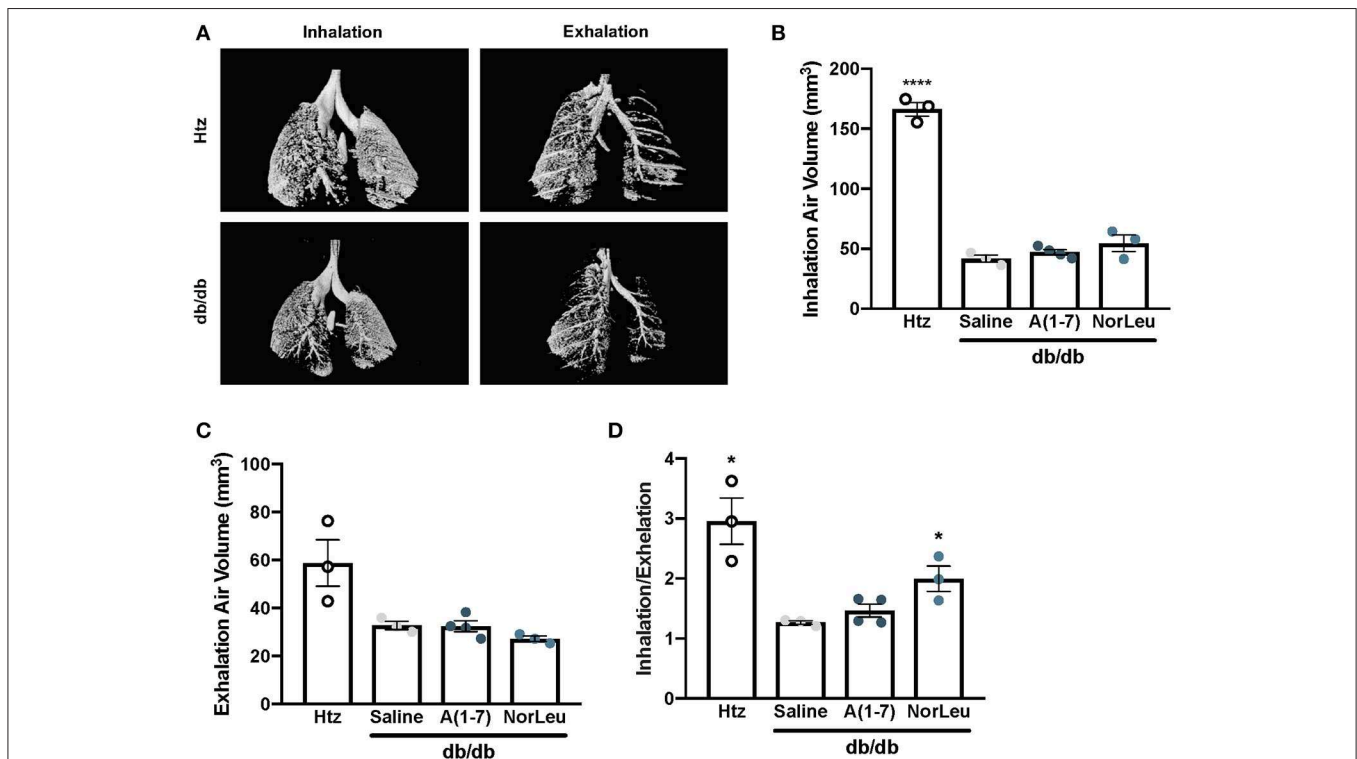 A
Inhalation
Exhalation
Htz
db/db
B
Inhalation Air Volume (mm³)
200
150
100
50
0
****
Htz
Saline
A(1-7)
NorLeu
db/db
C
Exhalation Air Volume (mm³)
100
80
60
40
20
0
Htz
Saline
A(1-7)
NorLeu
db/db
D
Inhalation/Exhelation
4
3
2
1
0
*
*
Htz
Saline
A(1-7)
NorLeu
db/db